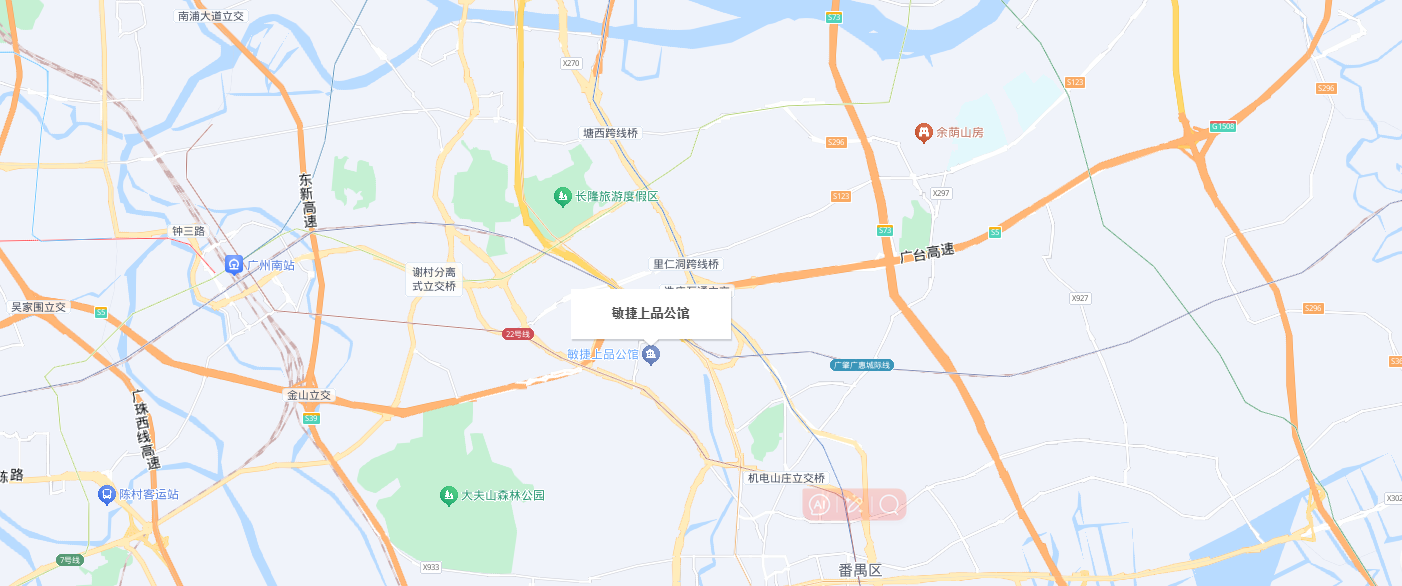 南浦大道立交
S73
X270
S123
S296
G1508
塘西跨线桥
余荫山房
S296
东新高速
长隆旅游度假区
S123
X297
钟三路
S73
S5
广州南站
谢村分离
式立交桥
里仁洞跨线桥
广台高速
吴家围立交
S5
X927
S296
敏捷上品公馆
22号线
敏捷上品公馆
广肇广惠城际线
金山立交
S39
广珠西线高速
陈村客运站
大夫山森林公园
机电山庄立交桥
AI
X302
7号线
X933
番禺区